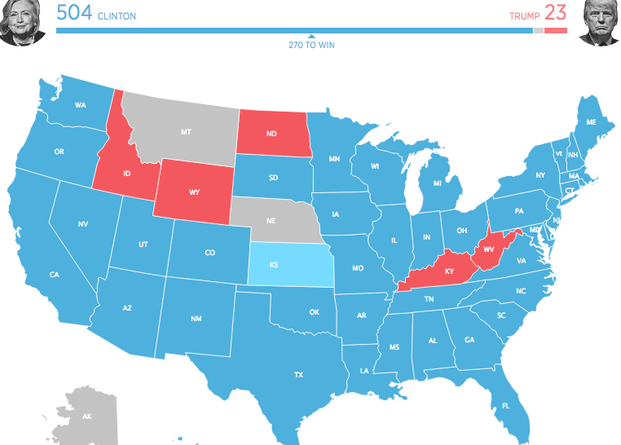 504 CLINTON
TRUMP 23
270 TO WIN
WA
ME
MT
ND
OR
MN
vt
NH
ID
SD
WI
NY
MA
WY
MI
CT
IA
PA
NE
NV
OH
NJ
UT
IL
IN
MD
CO
WV
VA
KS
MO
KY
CA
NC
TN
AZ
OK
NM
AR
SC
MS
AL
GA
LA
TX
FL
AK